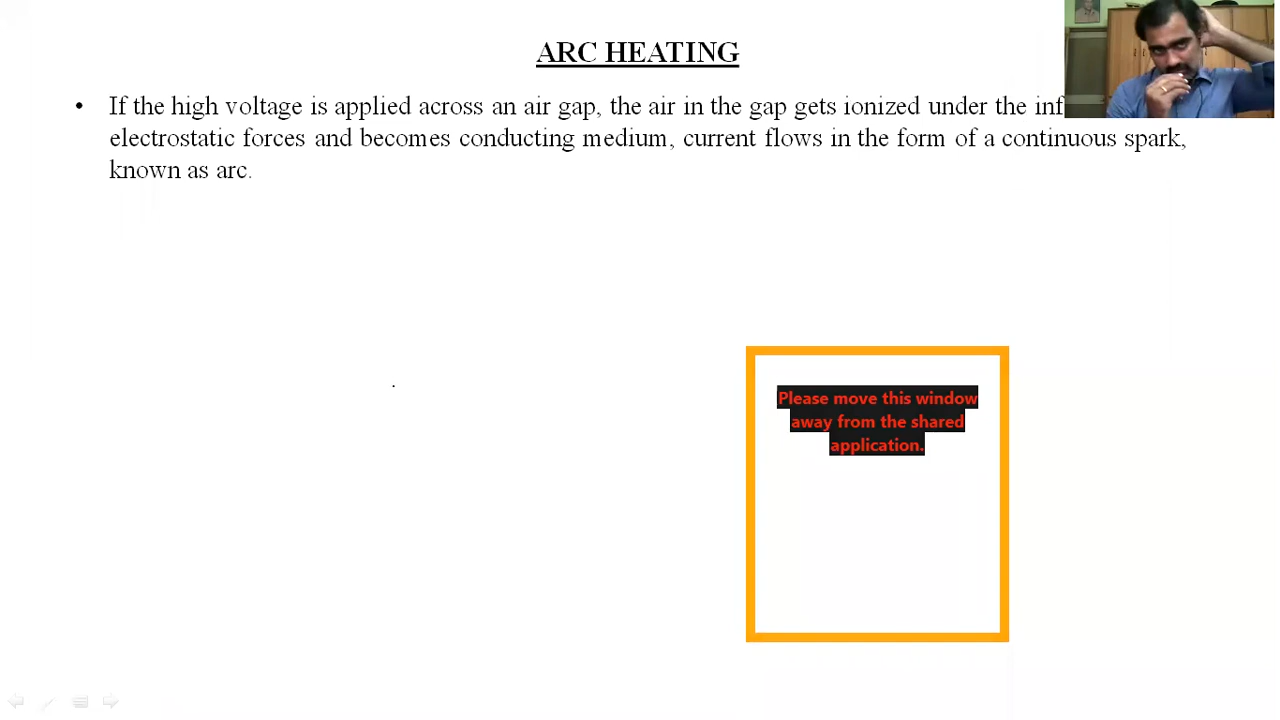 ARC HEATING
• If the high voltage is applied across an air gap, the air in the gap gets ionized under the
electrostatic forces and becomes conducting medium, current flows in the form of a continuous spark,
known as arc.
Please move this window
away from the shared
application.